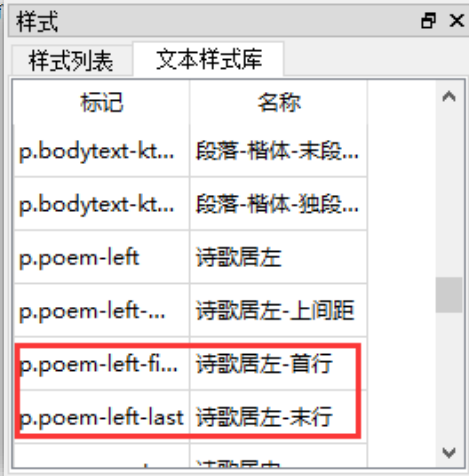 样式
样式列表 文本样式库
标记 名称
p.bodytext-kt... 段落-楷体-末段...
p.bodytext-kt... 段落-楷体-独段...
p.poem-left 诗歌居左
p.poem-left-... 诗歌居左-上间距
p.poem-left-fi... 诗歌居左-首行
p.poem-left-last 诗歌居左-末行